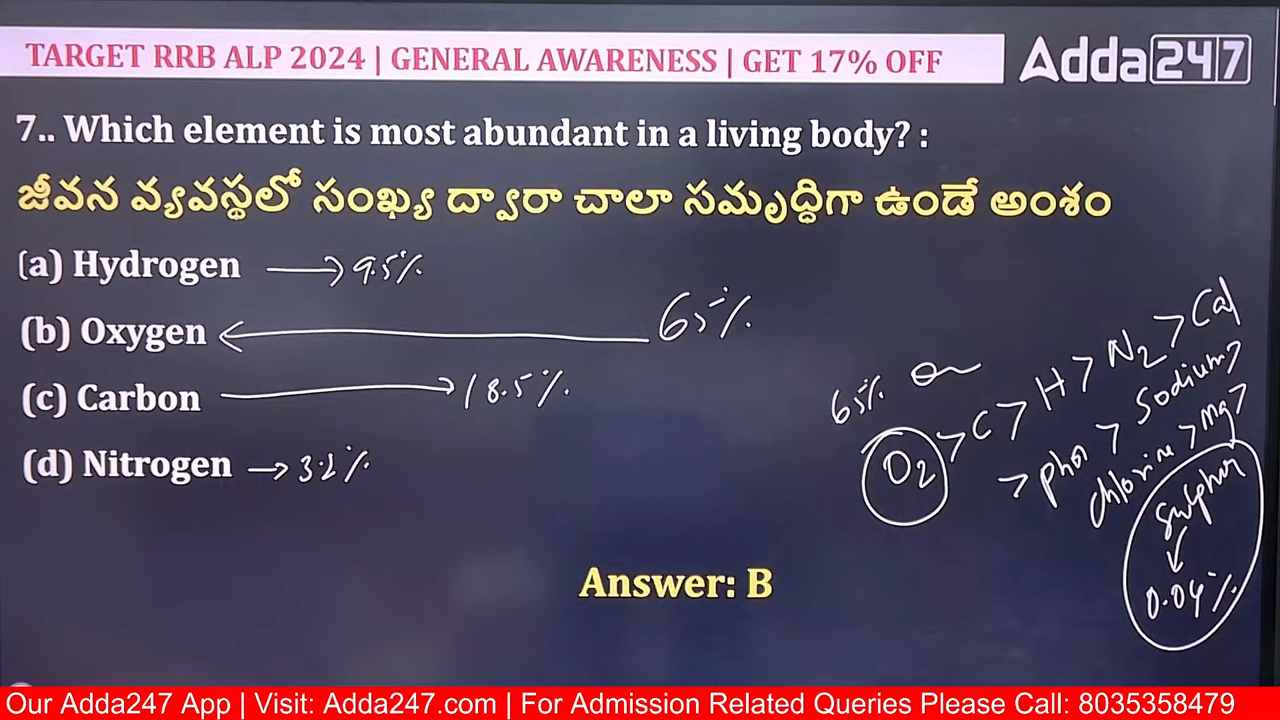 TARGET RRB ALP 2024 | GENERAL AWARENESS | GET 17% OFF
Adda247
7.. Which element is most abundant in a living body? :
జీవన వ్యవస్థలో సంఖ్య ద్వారా చాలా సమృద్ధిగా ఉండే అంశం
(a) Hydrogen → 9.5%
(b) Oxygen ← 65%
(c) Carbon → 18.5%
(d) Nitrogen → 3.2%
65%
O2 > C > H > N2 > Cal
> phos > Sodium >
chlorine > Mg >
Sulphur
0.04%
Answer: B
Our Adda247 App | Visit: Adda247.com | For Admission Related Queries Please Call: 8035358479